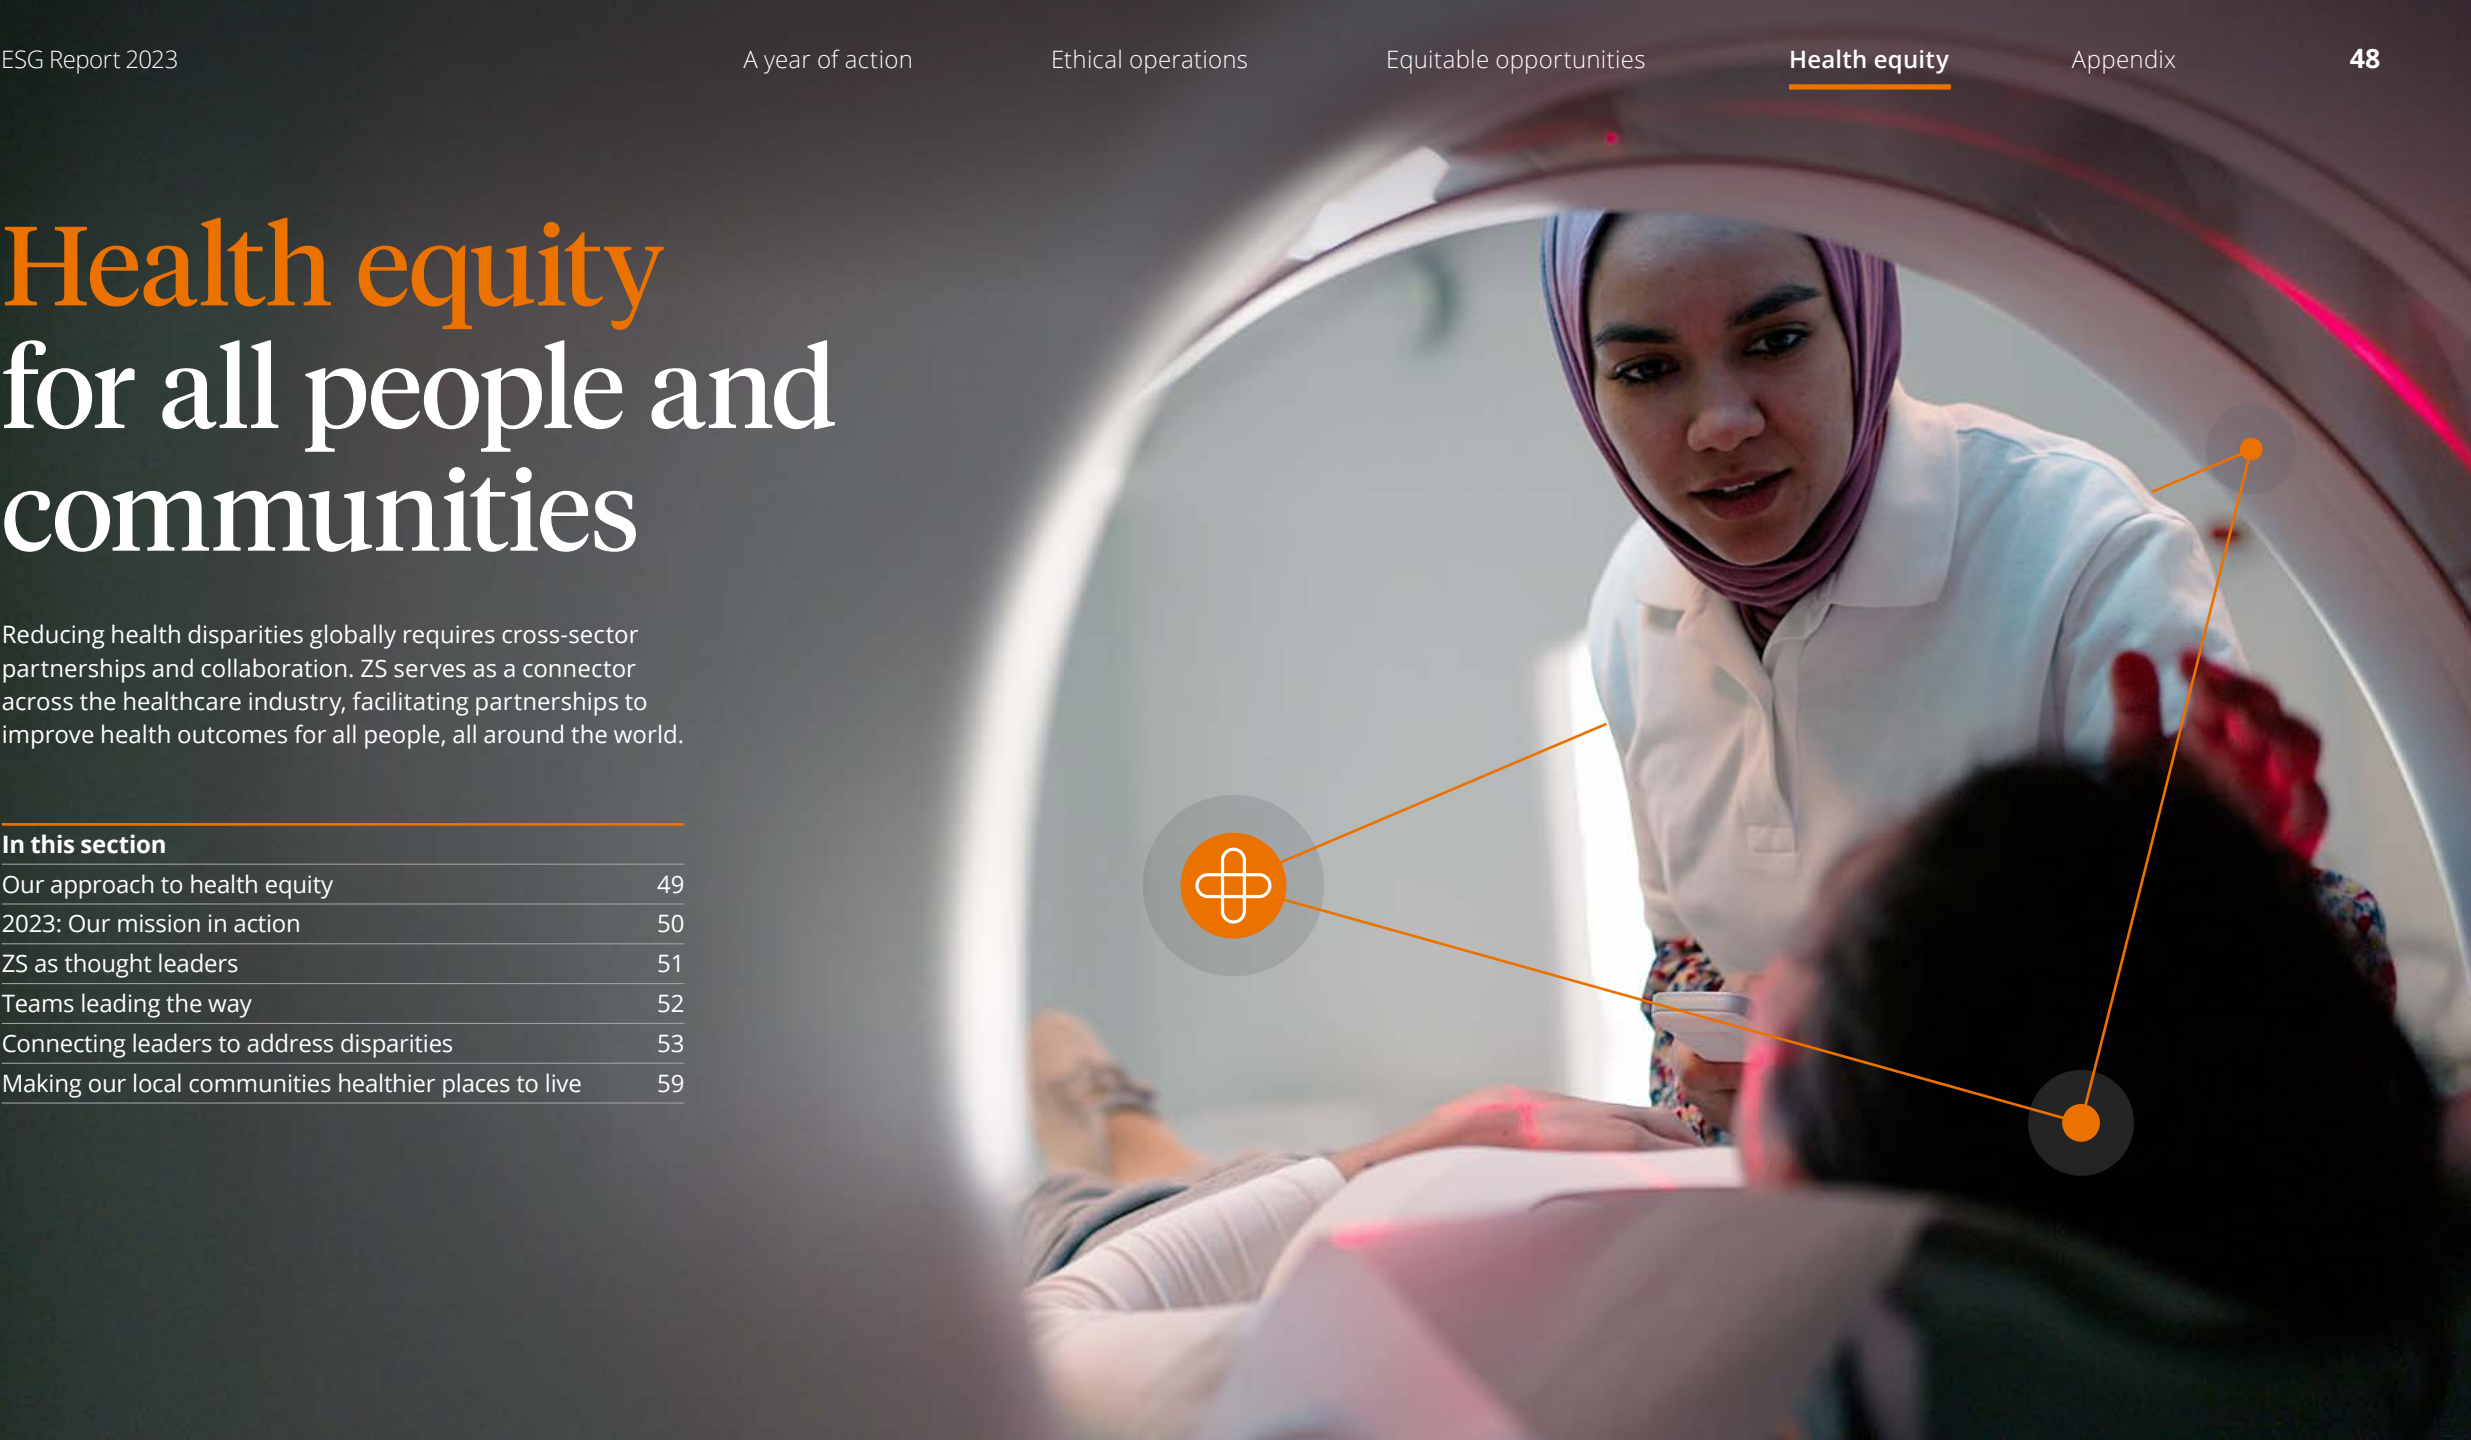 ESG Report 2023
A year of action
Ethical operations
Equitable opportunities
Health equity
Appendix
48
Health equity
for all people and
communities
Reducing health disparities globally requires cross-sector
partnerships and collaboration. ZS serves as a connector
across the healthcare industry, facilitating partnerships to
improve health outcomes for all people, all around the world.
In this section
Our approach to health equity 49
2023: Our mission in action 50
ZS as thought leaders 51
Teams leading the way 52
Connecting leaders to address disparities 53
Making our local communities healthier places to live 59